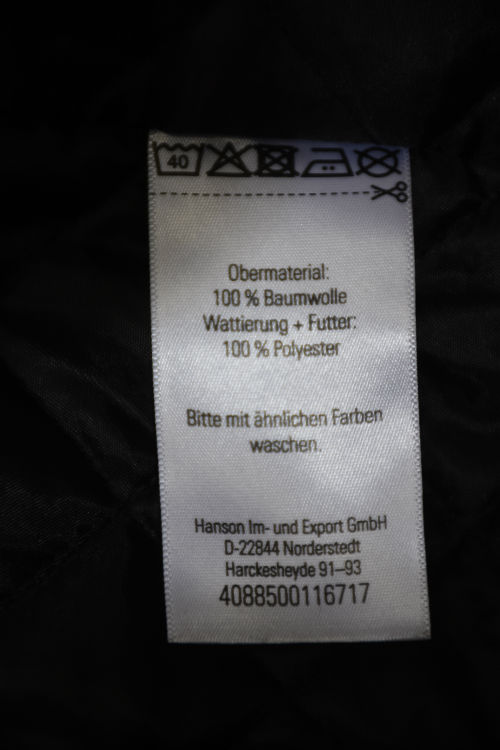 40
Obermaterial:
100 % Baumwolle
Wattierung + Futter:
100 % Polyester
Bitte mit ähnlichen Farben
waschen.
Hanson Im- und Export GmbH
D-22844 Norderstedt
Harckesheyde 91–93
4088500116717